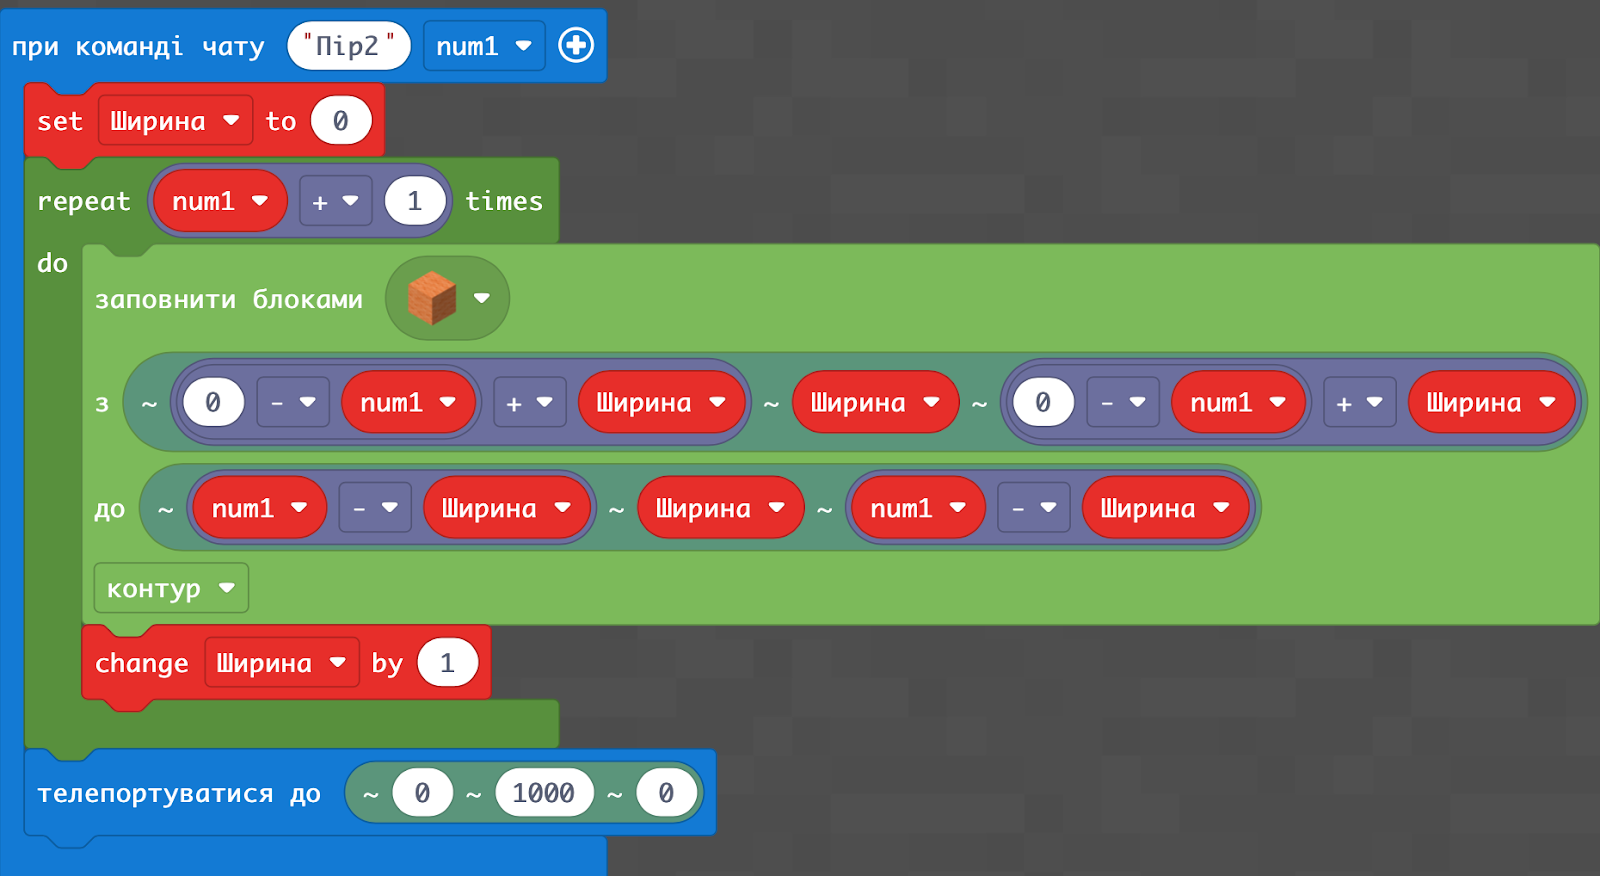 при команді чату "Пір2" num1
set Ширина to 0
repeat num1 + 1 times
do
заповнити блоками
з ~ 0 - num1 + Ширина ~ Ширина ~ 0 - num1 + Ширина
до ~ num1 - Ширина ~ Ширина ~ num1 - Ширина
контур
change Ширина by 1
телепортуватися до ~ 0 ~ 1000 ~ 0